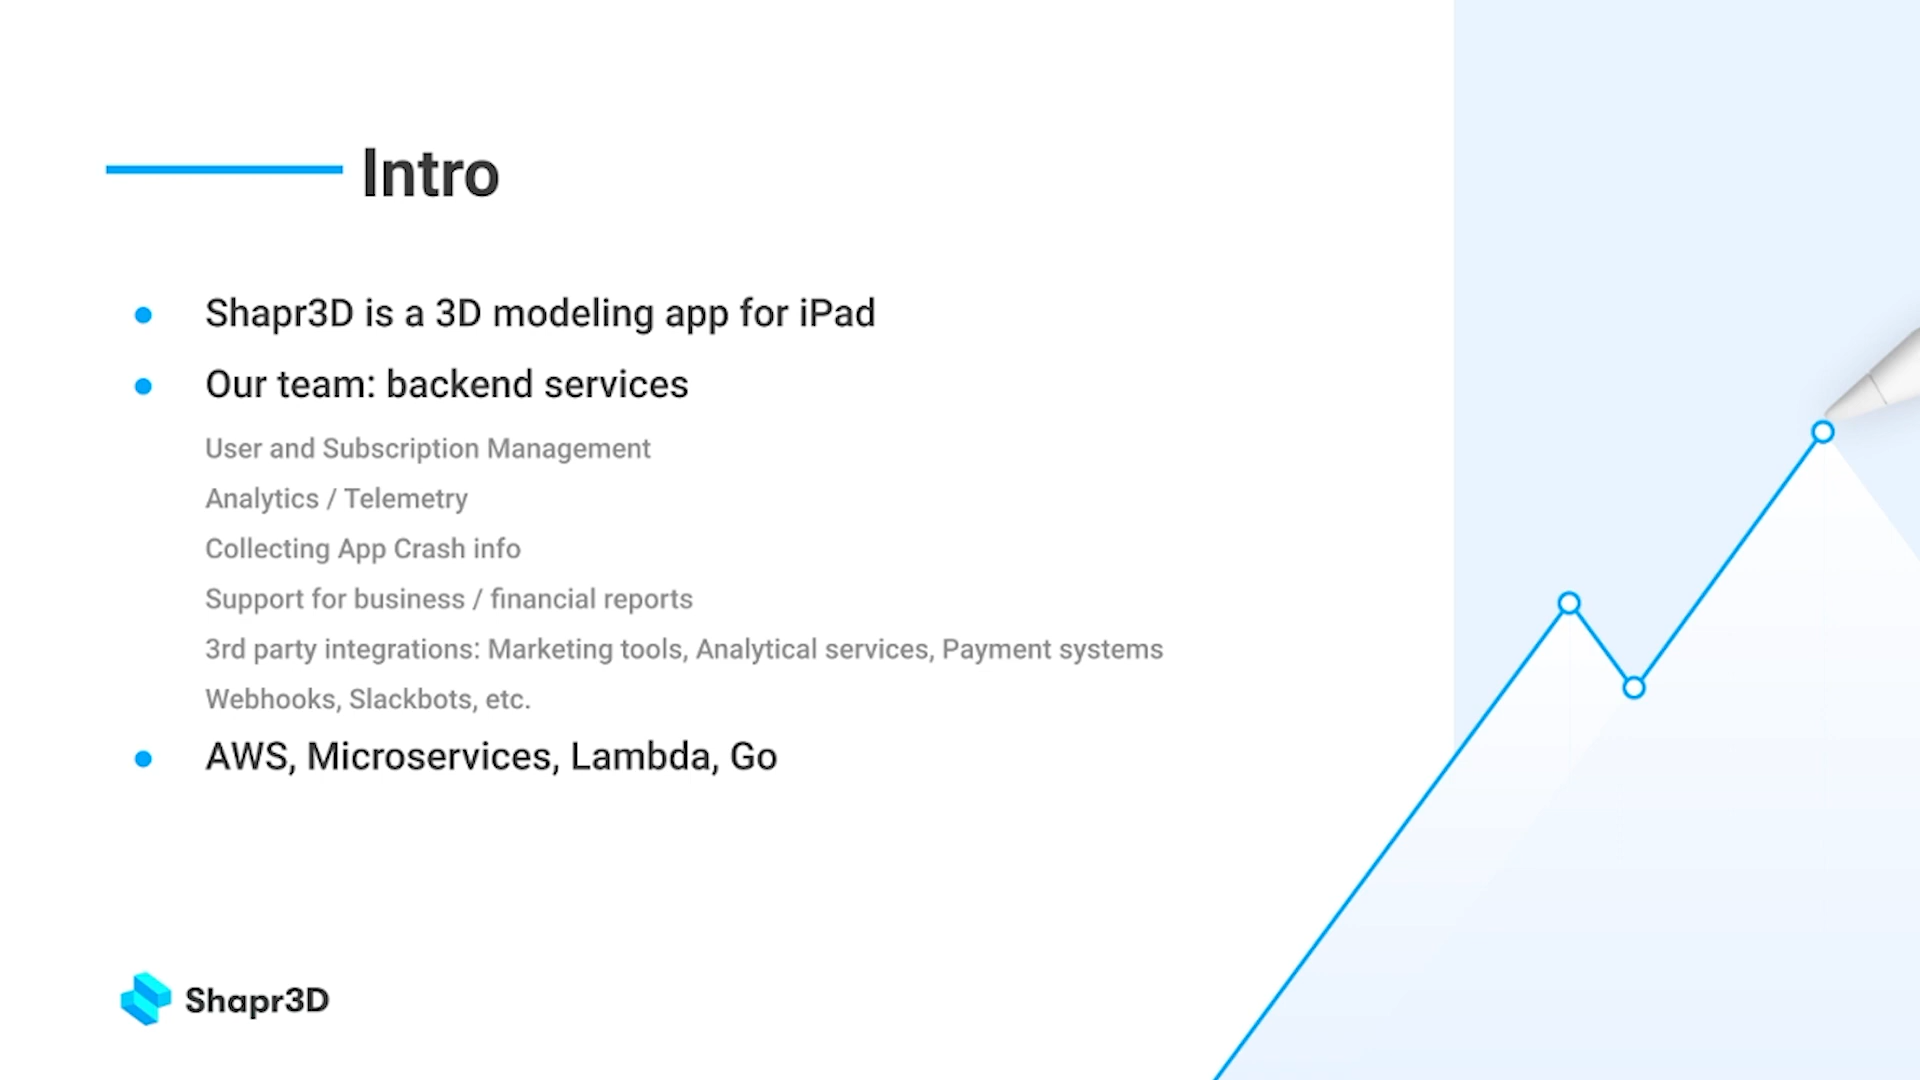 Intro
Shapr3D is a 3D modeling app for iPad
Our team: backend services
User and Subscription Management
Analytics / Telemetry
Collecting App Crash info
Support for business / financial reports
3rd party integrations: Marketing tools, Analytical services, Payment systems
Webhooks, Slackbots, etc.
AWS, Microservices, Lambda, Go
Shapr3D